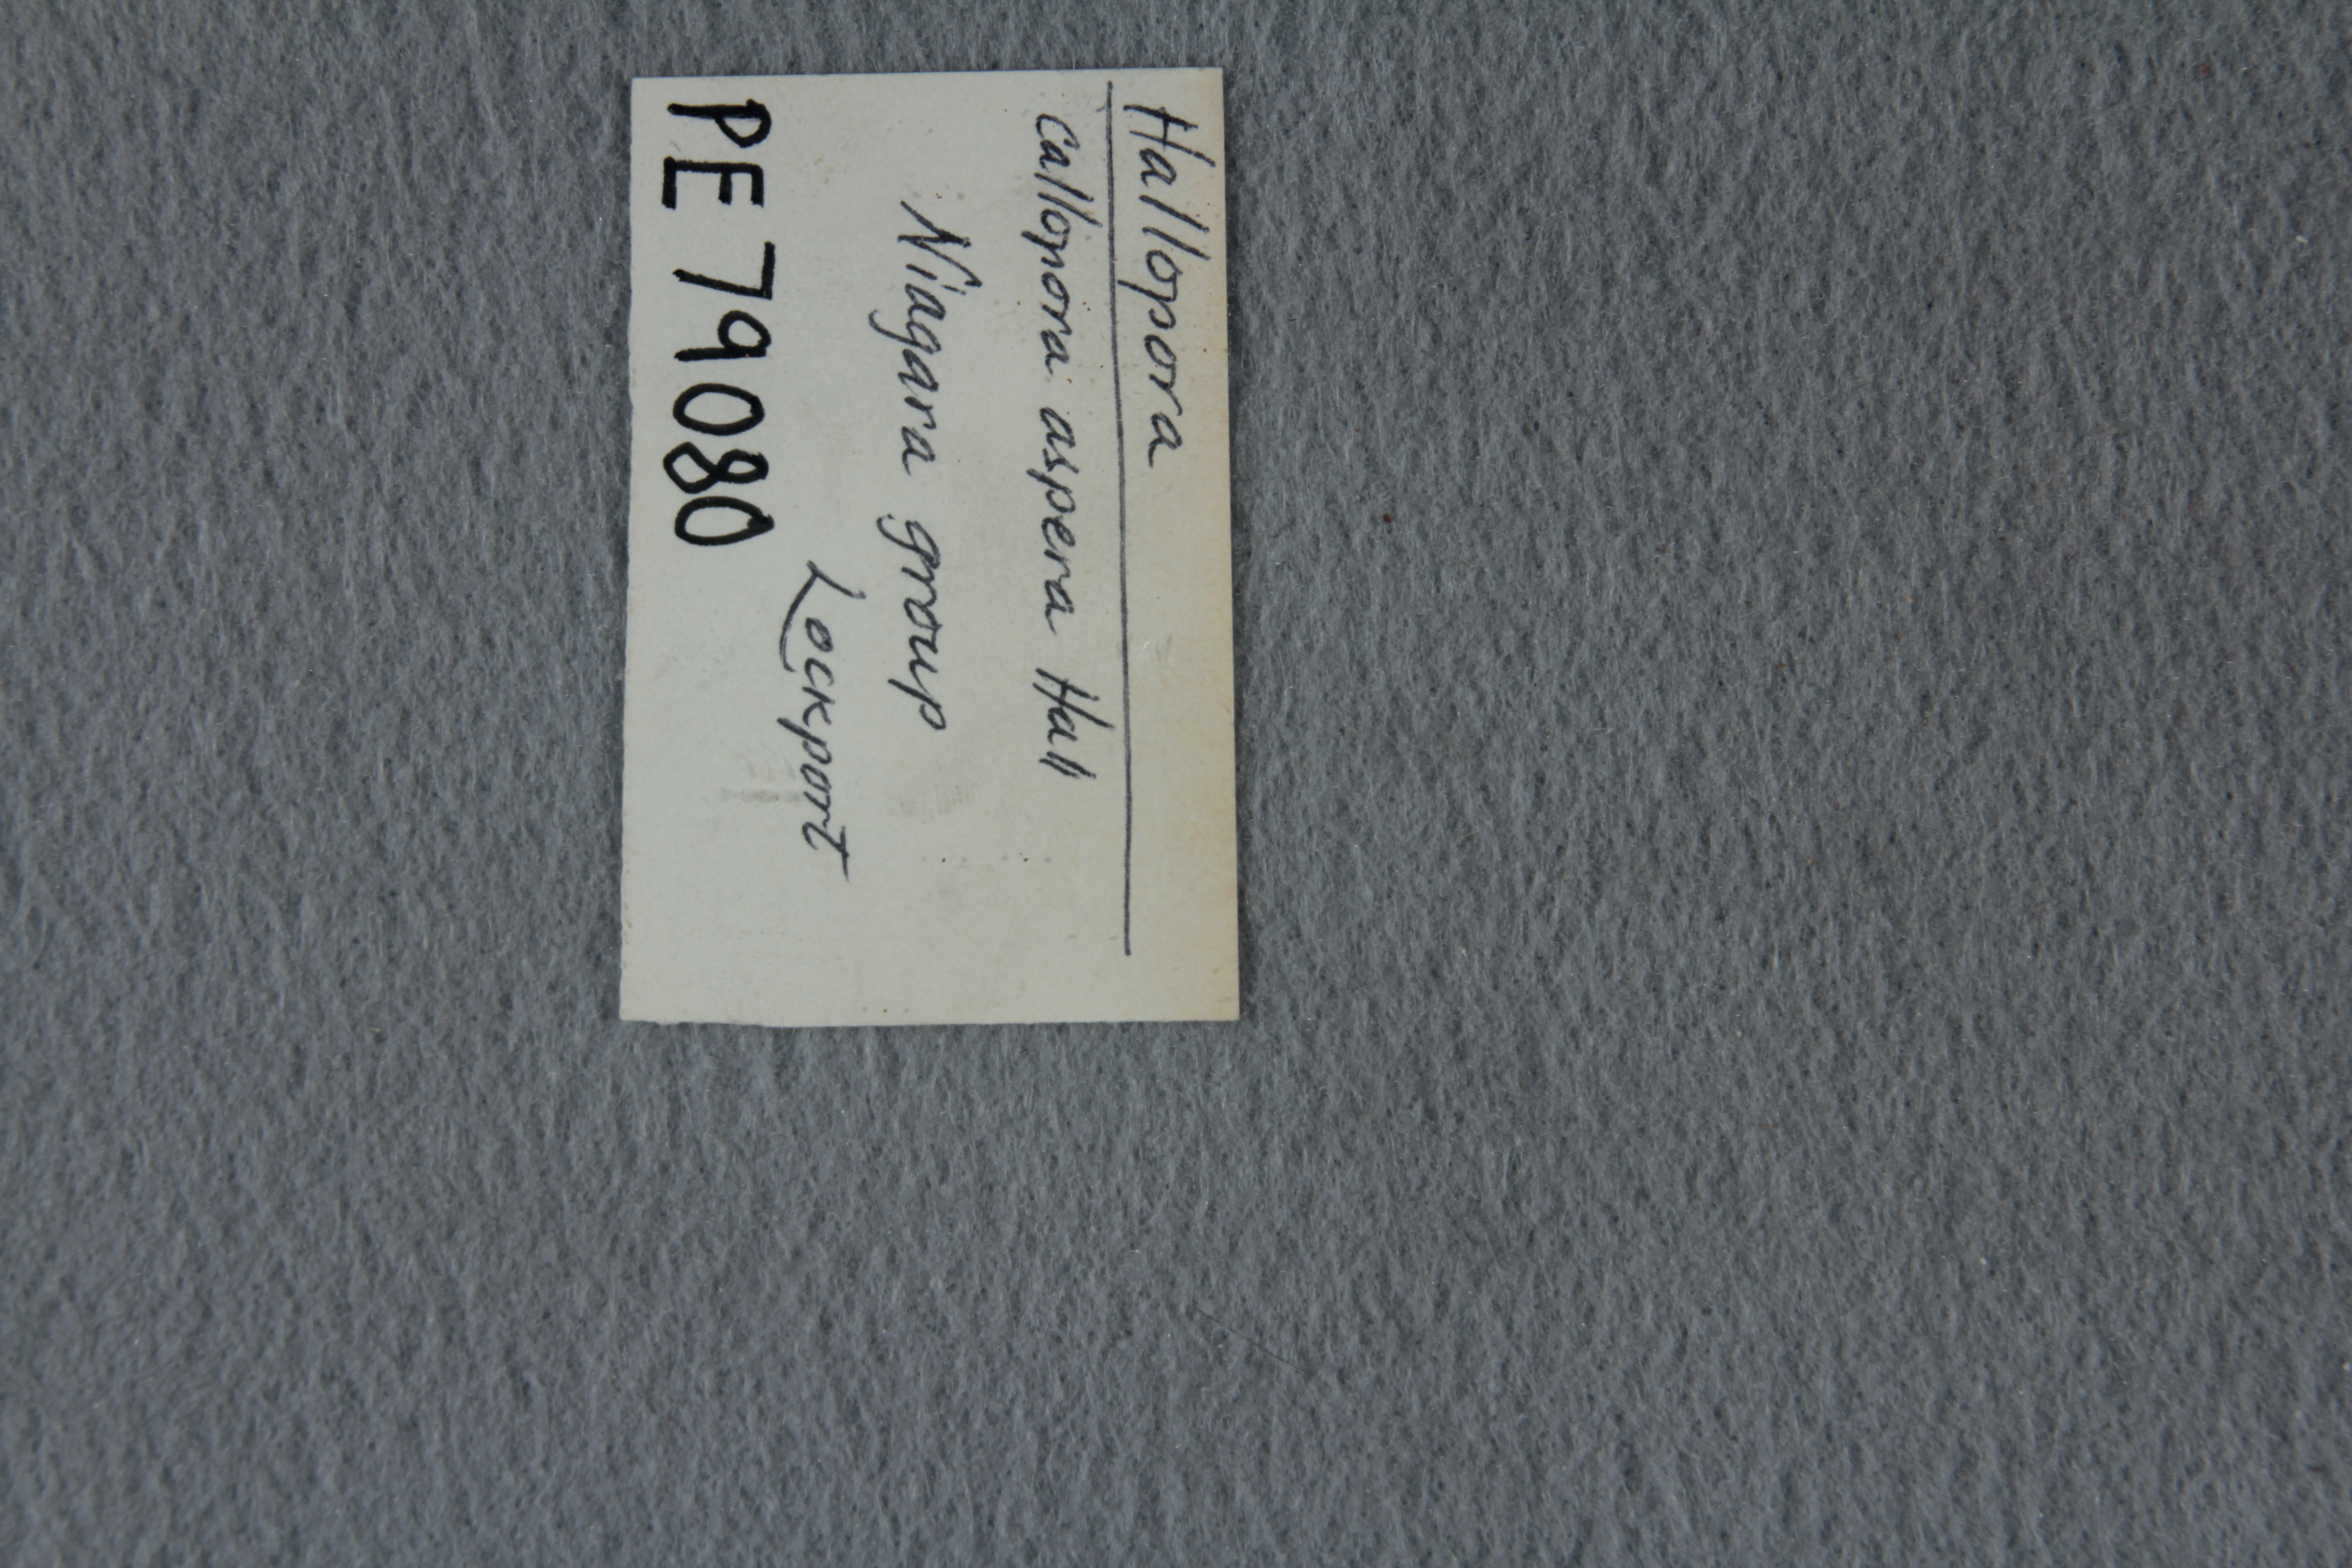 Hallopora
Callopora aspera Hall
Niagara group
Lockport
PE 79080